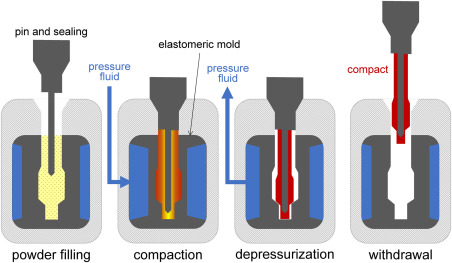 pin and sealing
elastomeric mold
pressure
fluid
pressure
fluid
compact
powder filling
compaction
depressurization
withdrawal